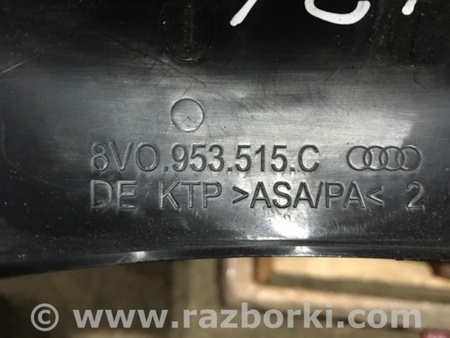 8V0.953.515.C
DE KTP >ASA/PA< 2
© www.razborki.com